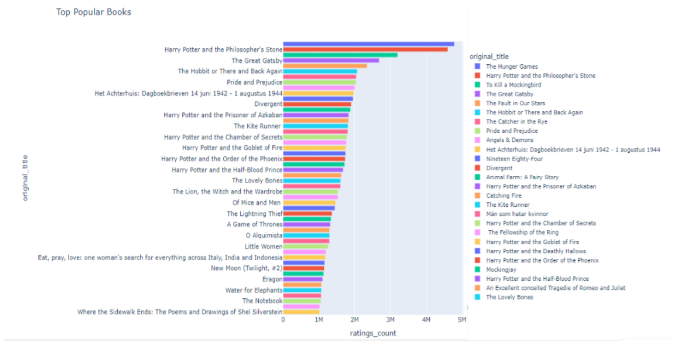 Top Popular Books
original_title
Harry Potter and the Philosopher's Stone
The Great Gatsby
The Hobbit or There and Back Again
Pride and Prejudice
Het Achterhuis: Dagboekbrieven 14 juni 1942 - 1 augustus 1944
Divergent
Harry Potter and the Prisoner of Azkaban
The Kite Runner
Harry Potter and the Chamber of Secrets
Harry Potter and the Goblet of Fire
Harry Potter and the Order of the Phoenix
Harry Potter and the Half-Blood Prince
The Lovely Bones
The Lion, the Witch and the Wardrobe
Of Mice and Men
The Lightning Thief
A Game of Thrones
O Alquimista
Little Women
Eat, pray, love: one woman's search for everything across Italy, India and Indonesia
New Moon (Twilight, #2)
Eragon
Water for Elephants
The Notebook
Where the Sidewalk Ends: The Poems and Drawings of Shel Silverstein
0 1M 2M 3M 4M 5M
ratings_count
original_title
The Hunger Games
Harry Potter and the Philosopher's Stone
To Kill a Mockingbird
The Great Gatsby
The Fault in Our Stars
The Hobbit or There and Back Again
The Catcher in the Rye
Pride and Prejudice
Angels & Demons
Het Achterhuis: Dagboekbrieven 14 juni 1942 - 1 augustus 1944
Nineteen Eighty-Four
Divergent
Animal Farm: A Fairy Story
Harry Potter and the Prisoner of Azkaban
Catching Fire
The Kite Runner
Män som hatar kvinnor
Harry Potter and the Chamber of Secrets
The Fellowship of the Ring
Harry Potter and the Goblet of Fire
Harry Potter and the Deathly Hallows
Harry Potter and the Order of the Phoenix
Mockingjay
Harry Potter and the Half-Blood Prince
An Excellent conceited Tragedie of Romeo and Juliet
The Lovely Bones